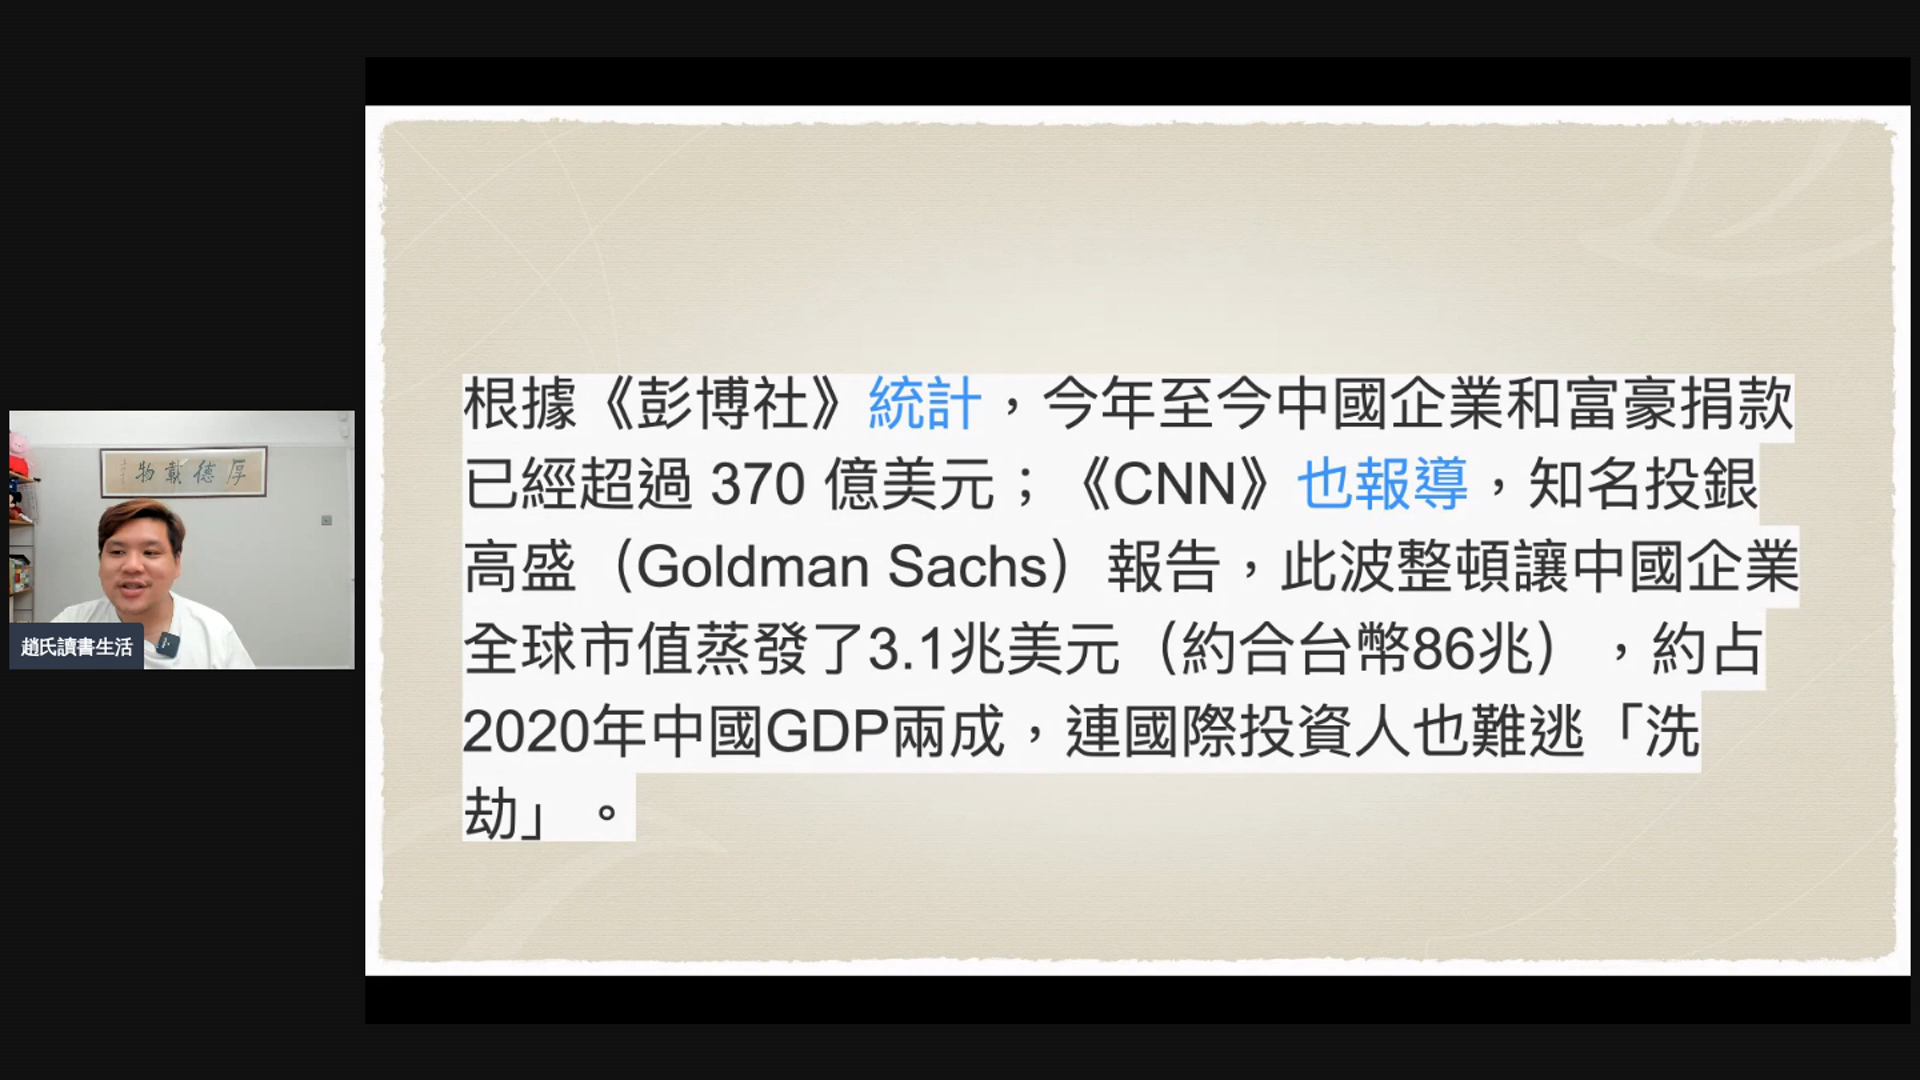 厚德載物
趙氏讀書生活
根據《彭博社》統計，今年至今中國企業和富豪捐款
已經超過 370 億美元；《CNN》也報導，知名投銀
高盛（Goldman Sachs）報告，此波整頓讓中國企業
全球市值蒸發了3.1兆美元（約合台幣86兆），約占
2020年中國GDP兩成，連國際投資人也難逃「洗
劫」。